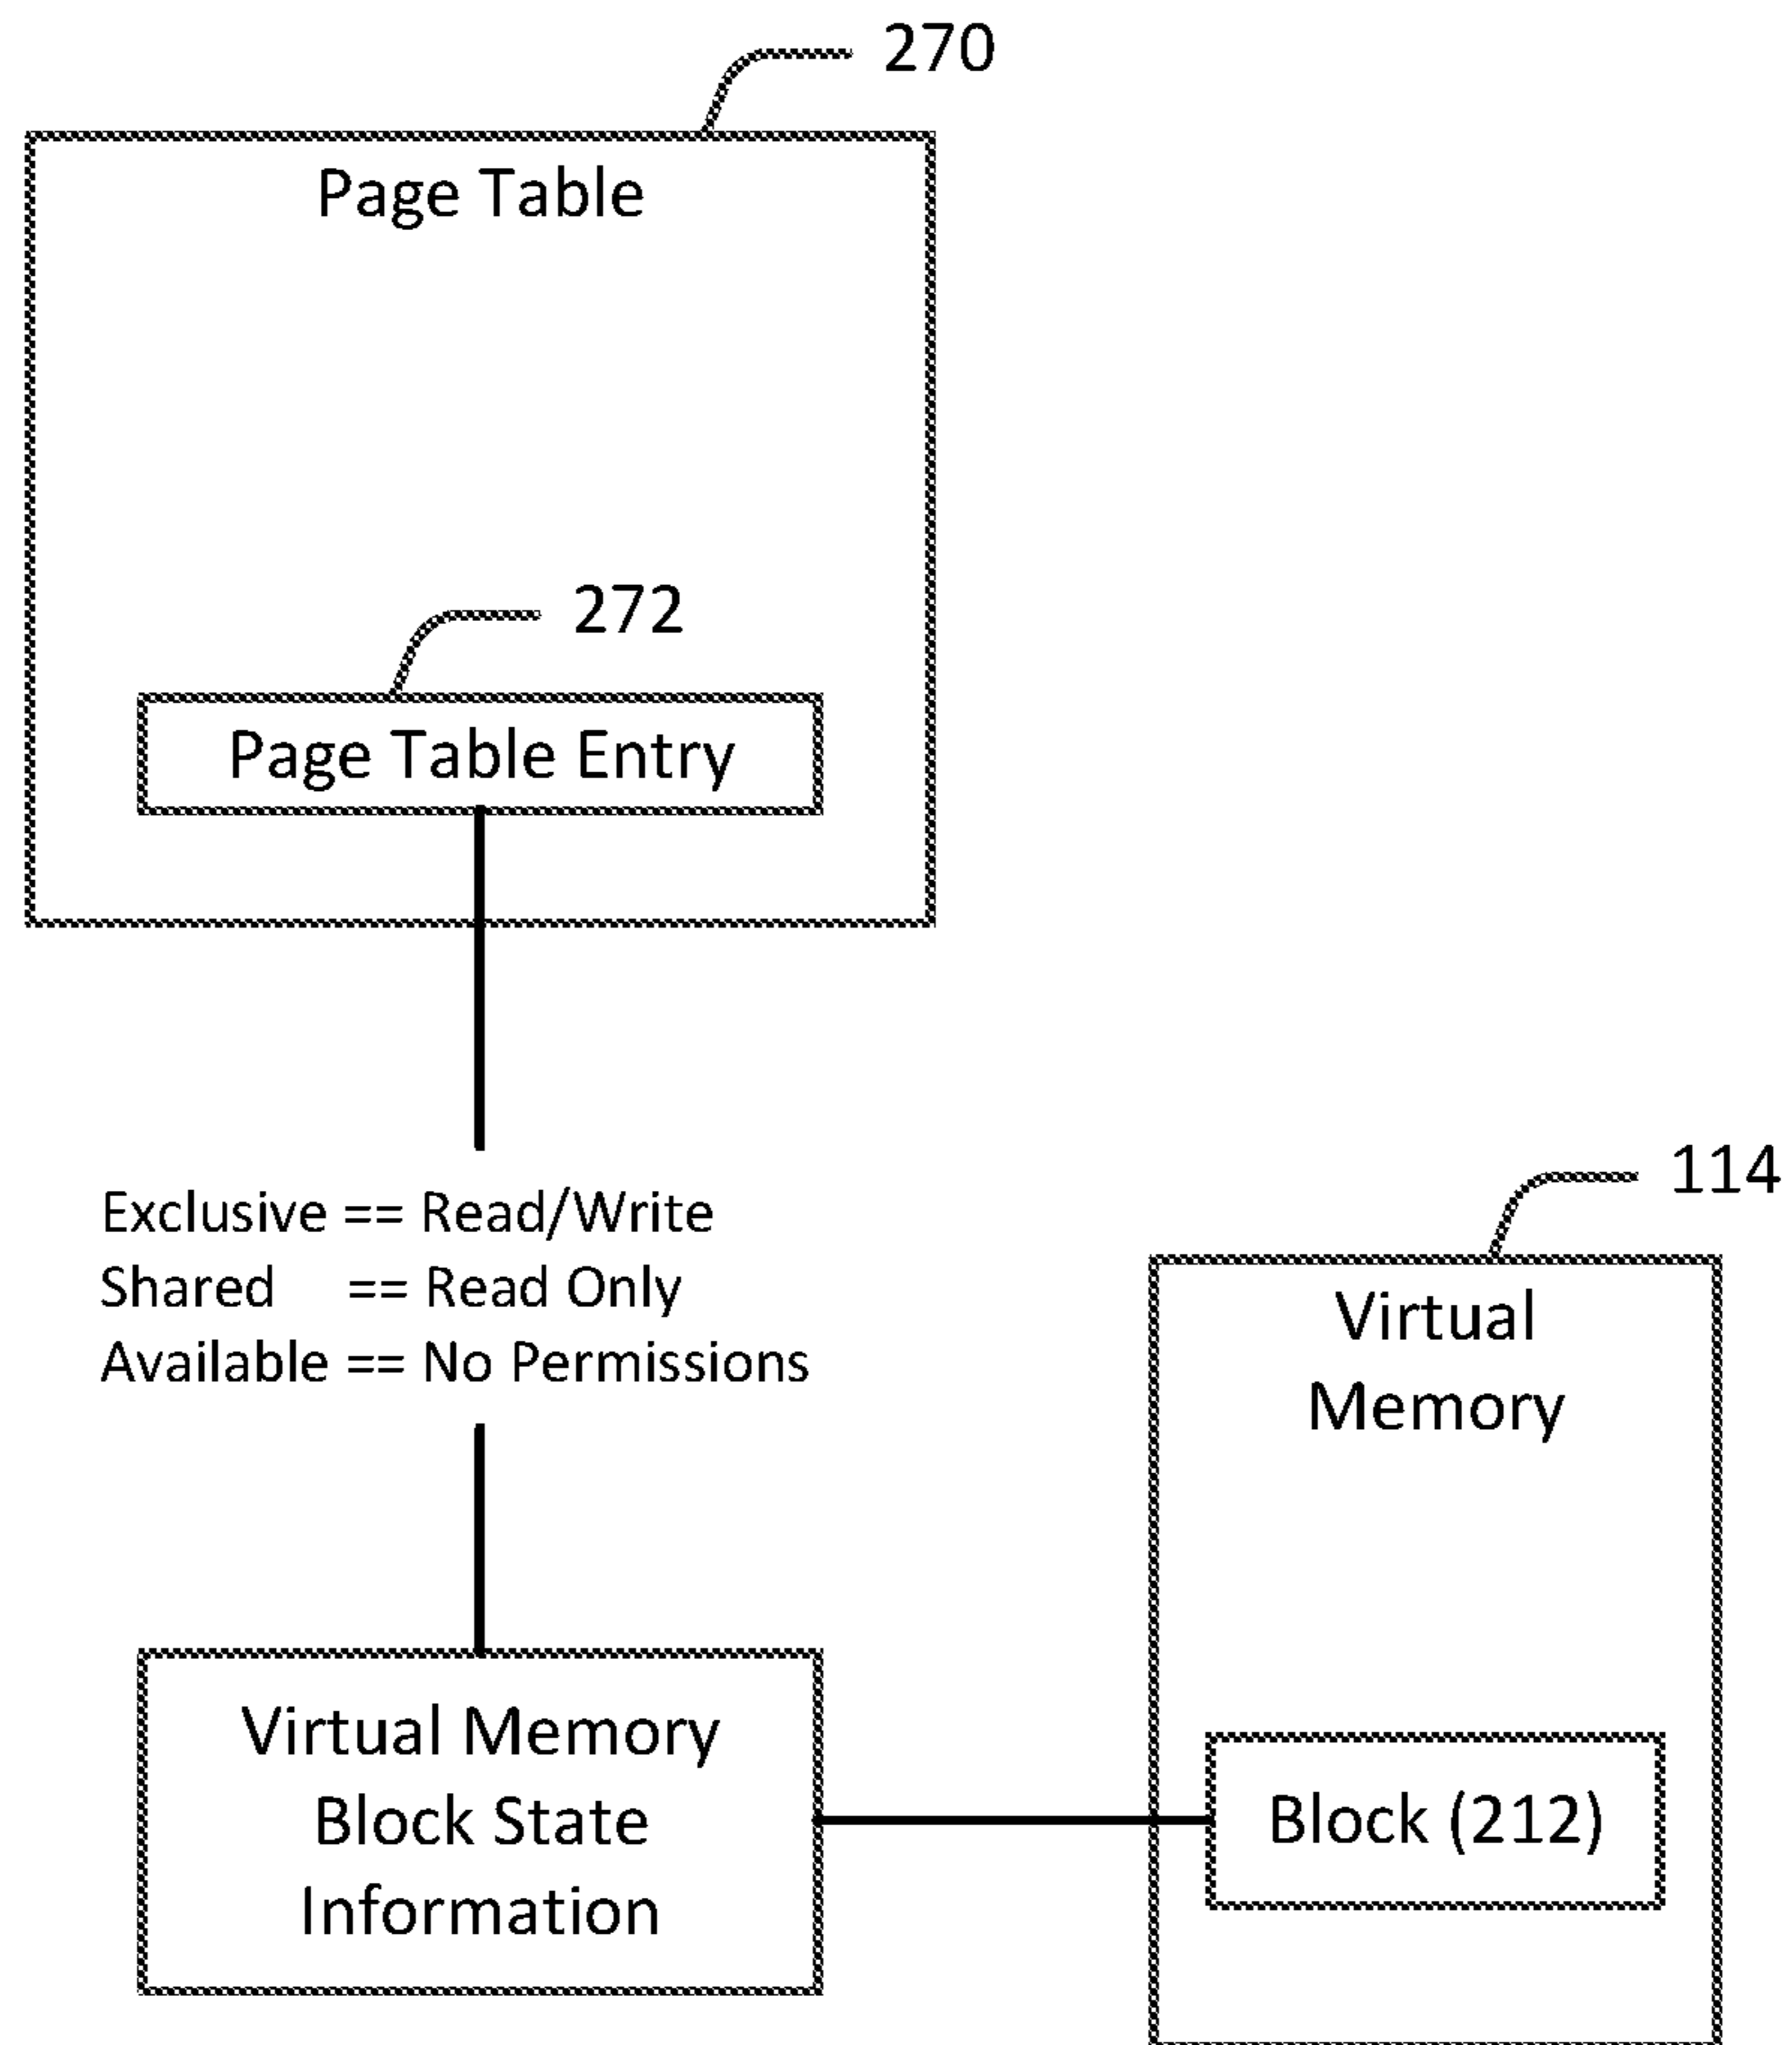 270
Page Table
272
Page Table Entry
Exclusive == Read/Write
Shared == Read Only
Available == No Permissions
114
Virtual
Memory
Virtual Memory
Block State
Information
Block (212)